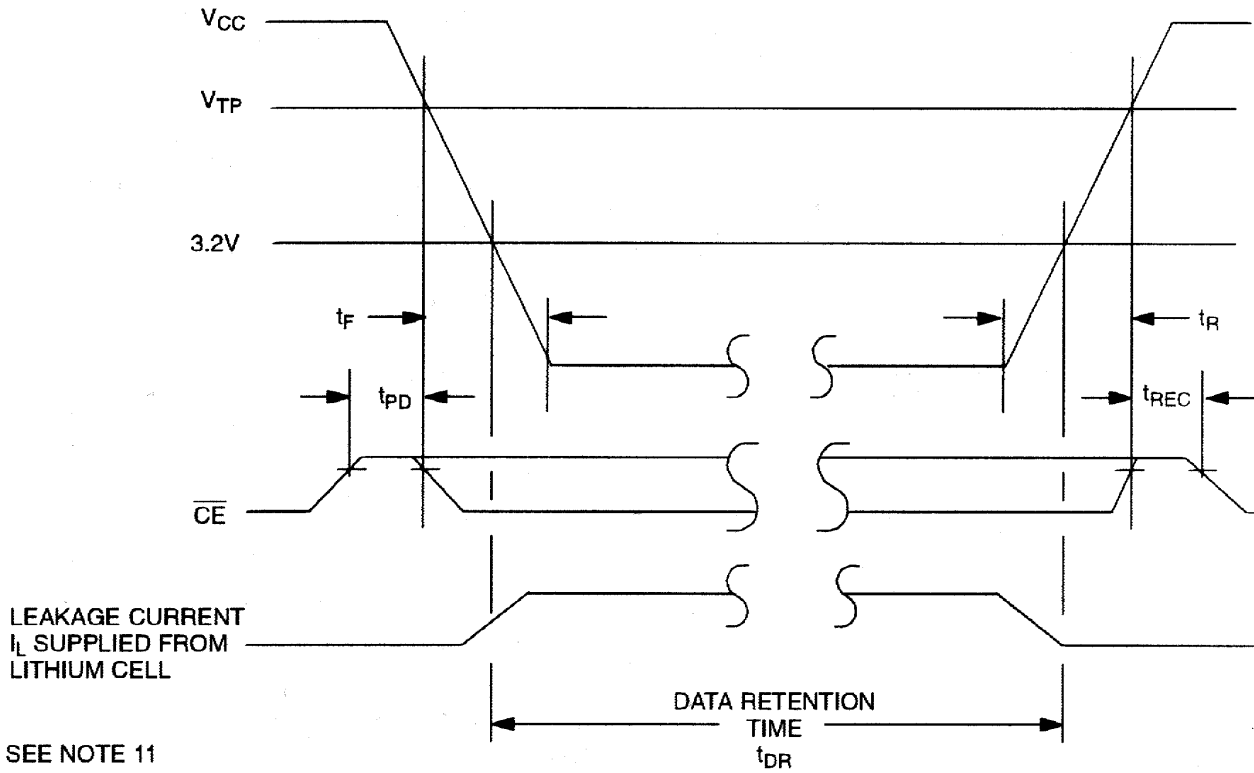 VCC
VTP
3.2V
tF
tR
tPD
tREC
CE
LEAKAGE CURRENT
IL SUPPLIED FROM
LITHIUM CELL
DATA RETENTION
TIME
tDR
SEE NOTE 11